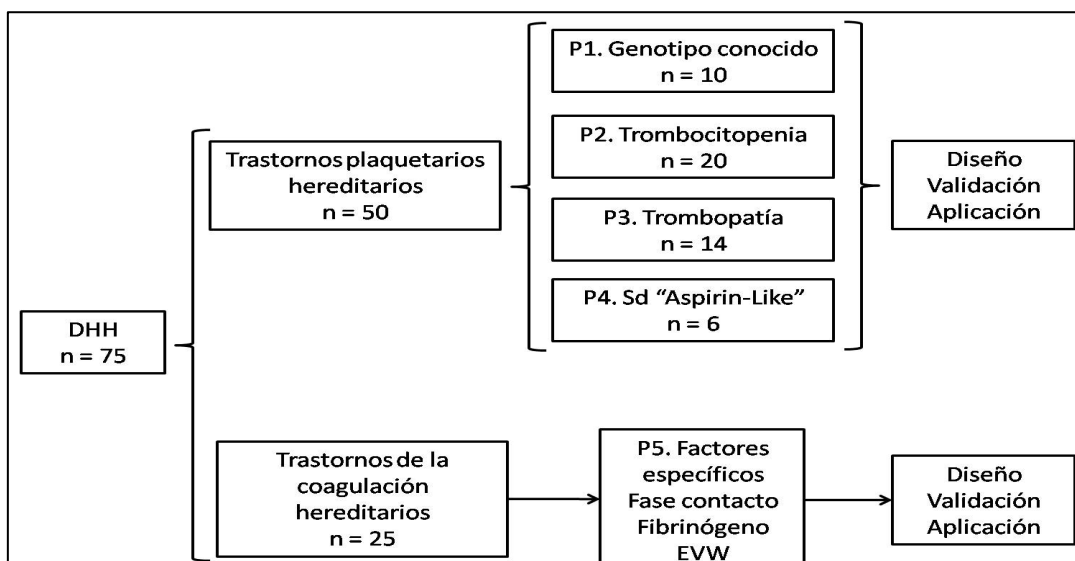 DHH
n = 75
Trastornos plaquetarios
hereditarios
n = 50
P1. Genotipo conocido
n = 10
P2. Trombocitopenia
n = 20
P3. Trombopatía
n = 14
P4. Sd “Aspirin-Like”
n = 6
Diseño
Validación
Aplicación
Trastornos de la
coagulación
hereditarios
n = 25
P5. Factores
específicos
Fase contacto
Fibrinógeno
EVW
Diseño
Validación
Aplicación